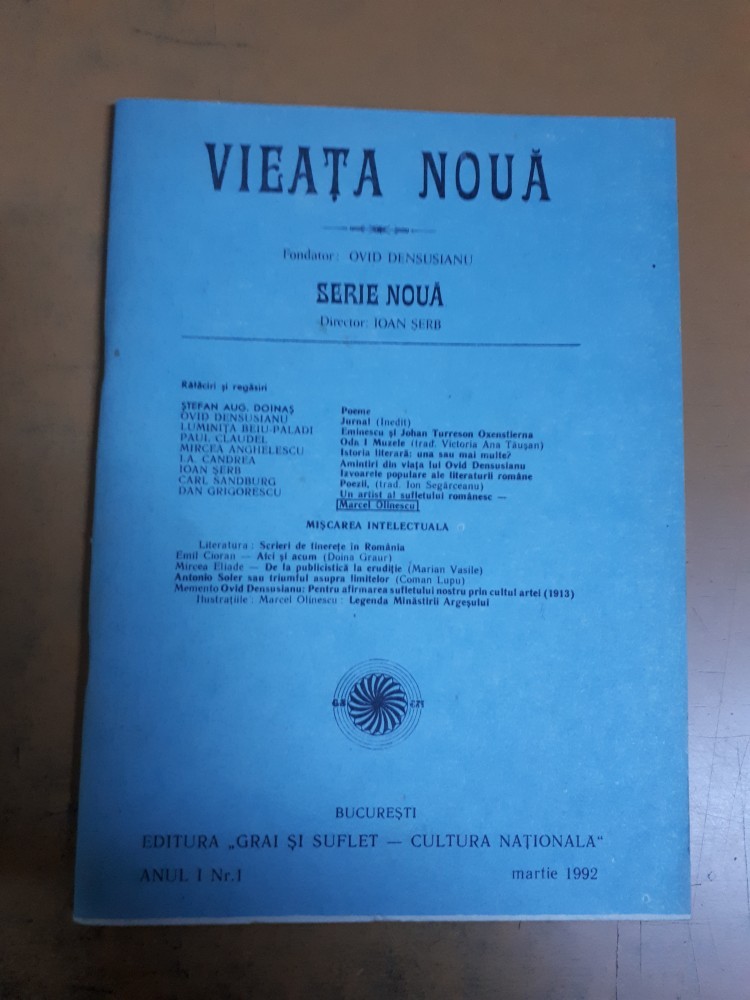 VIEAȚA NOUĂ
Fondator: OVID DENSUSIANU
SERIE NOUĂ
Director: IOAN ȘERB
Rătăciri și regăsiri
ȘTEFAN AUG. DOINAȘ Poeme
OVID DENSUSIANU Jurnal (Inedit)
LUMINIȚA BEIU-PALADI Eminescu și Johan Turreson Oxenstierna
PAUL CLAUDEL Oda I Muzele (trad. Victoria Ana Tăușan)
MIRCEA ANGHELESCU Istoria literară: una sau mai multe?
I.A. CANDREA Amintiri din viața lui Ovid Densusianu
IOAN ȘERB Izvoarele populare ale literaturii române
CARL SANDBURG Poezii, (trad. Ion Segărceanu)
DAN GRIGORESCU Un artist al sufletului românesc —
Marcel Olinescu
MIȘCAREA INTELECTUALA
Literatura: Scrieri de tinerețe în România
Emil Cioran — Aici și acum (Doina Graur)
Mircea Eliade — De la publicistică la erudiție (Marian Vasile)
Antonio Soler sau triumful asupra limitelor (Coman Lupu)
Memento Ovid Densusianu: Pentru afirmarea sufletului nostru prin cultul artei (1913)
Ilustrațiile: Marcel Olinescu: Legenda Mînăstirii Argeșului
BUCUREȘTI
EDITURA „GRAI ȘI SUFLET — CULTURA NAȚIONALA"
ANUL I Nr.1 martie 1992